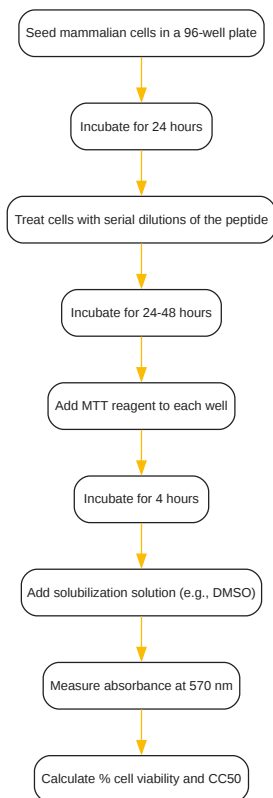 Seed mammalian cells in a 96-well plate
Incubate for 24 hours
Treat cells with serial dilutions of the peptide
Incubate for 24-48 hours
Add MTT reagent to each well
Incubate for 4 hours
Add solubilization solution (e.g., DMSO)
Measure absorbance at 570 nm
Calculate % cell viability and CC50